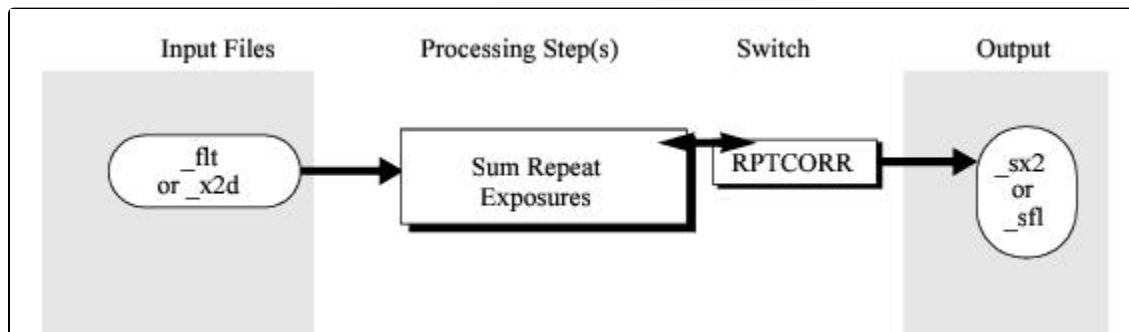 Input Files Processing Step(s) Switch Output
_flt
or _x2d
Sum Repeat
Exposures
RPTCORR
_sx2
or
_sfl